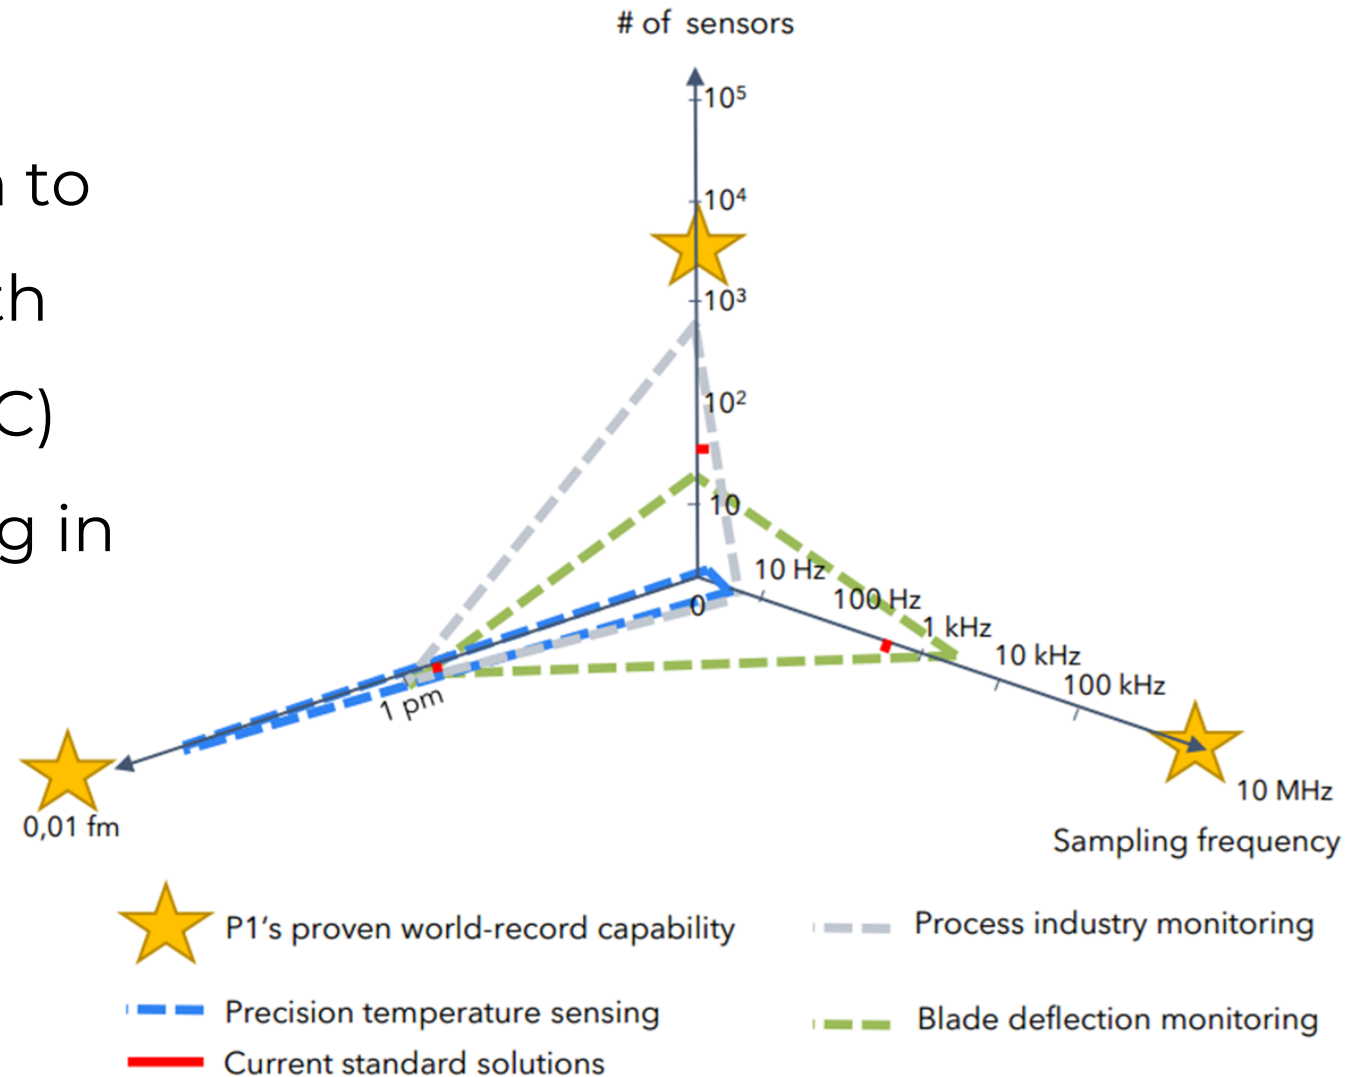 # of sensors
10⁵
10⁴
to
10³
10²
C)
10
g in
10 Hz
0
100 Hz
1 kHz
10 kHz
100 kHz
1 pm
10 MHz
0,01 fm
Sampling frequency
P1's proven world-record capability
Process industry monitoring
Precision temperature sensing
Blade deflection monitoring
Current standard solutions